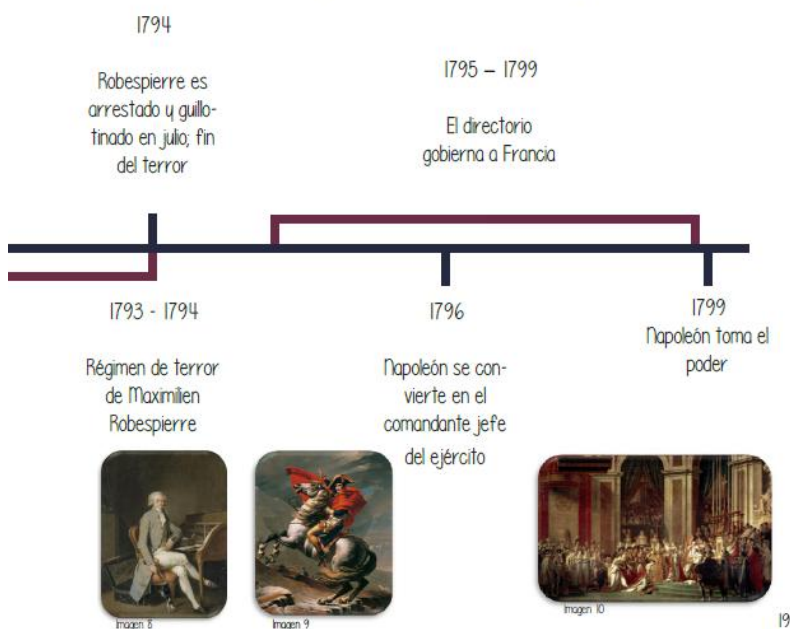 1794
Robespierre es
arrestado y guillo-
tinado en julio; fin
del terror
1795 – 1799
El directorio
gobierna a Francia
1793 - 1794
Régimen de terror
de Maximilien
Robespierre
1796
Napoleón se con-
vierte en el
comandante jefe
del ejército
1799
Napoleón toma el
poder
Imagen 8
Imagen 9
Imagen 10
19